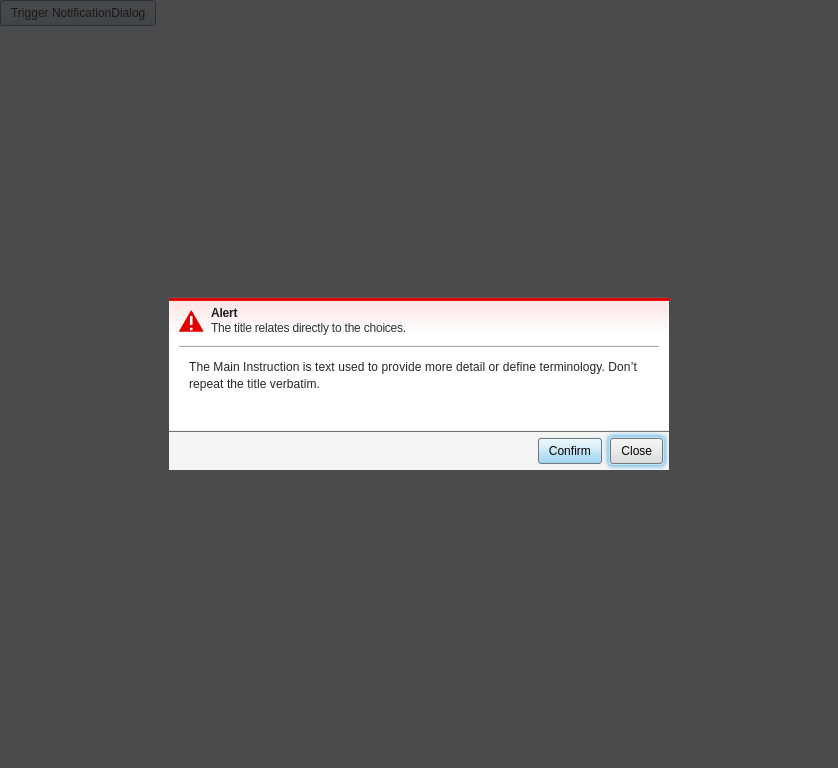 Trigger NotificationDialog
Alert
The title relates directly to the choices.
The Main Instruction is text used to provide more detail or define terminology. Don’t
repeat the title verbatim.
Confirm Close